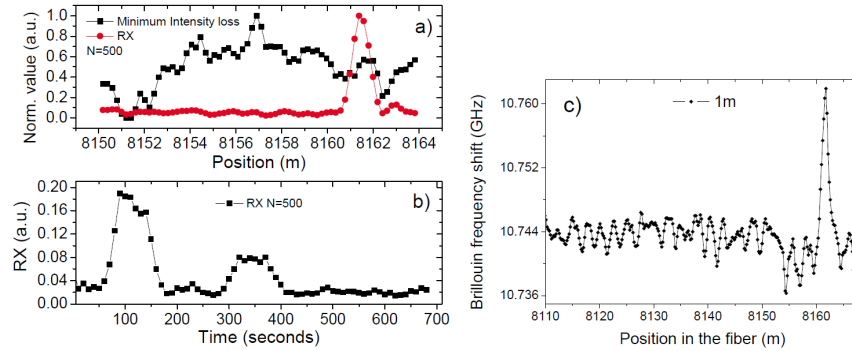 a)
Minimum Intensity loss
RX
N=500
Norm. value (a.u.)
1.0
0.8
0.6
0.4
0.2
0.0
8150 8152 8154 8156 8158 8160 8162 8164
Position (m)
b)
RX N=500
RX (a.u.)
0.20
0.16
0.12
0.08
0.04
0.00
100 200 300 400 500 600 700
Time (seconds)
c)
1m
Brillouin frequency shift (GHz)
10.760
10.752
10.744
10.736
8110 8120 8130 8140 8150 8160
Position in the fiber (m)